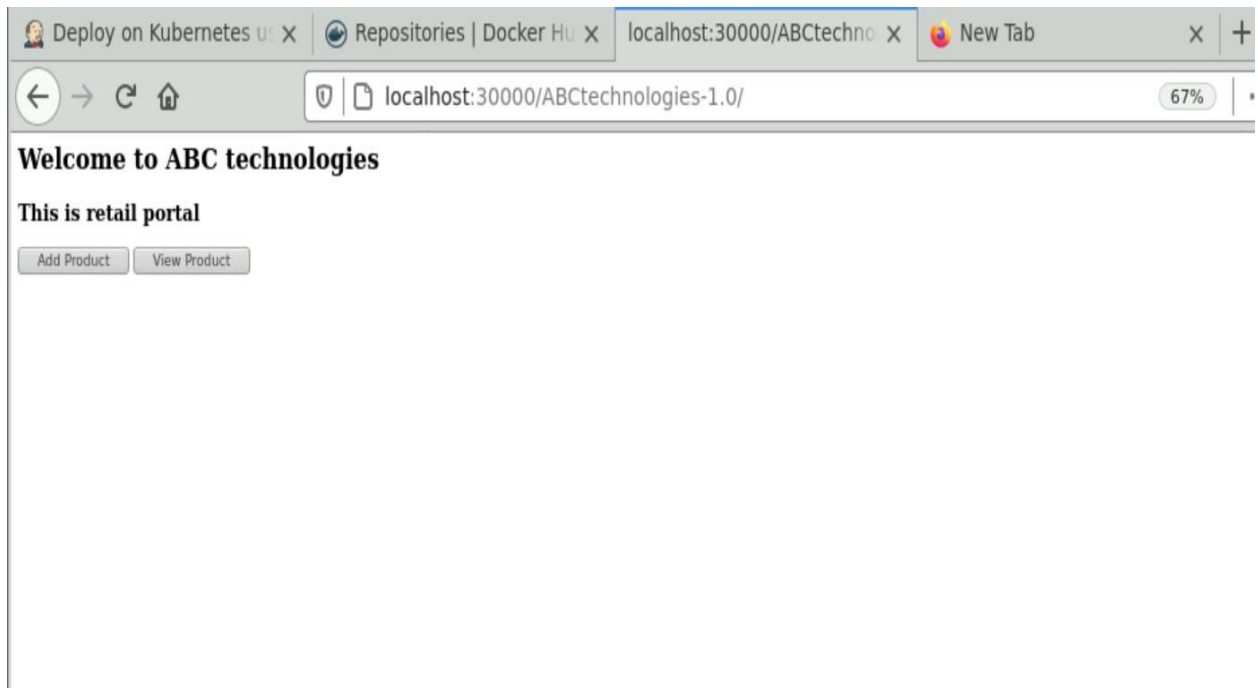 Deploy on Kubernetes u
Repositories | Docker Hu
localhost:30000/ABCtechno
New Tab
localhost:30000/ABCtechnologies-1.0/
67%
Welcome to ABC technologies
This is retail portal
Add Product View Product